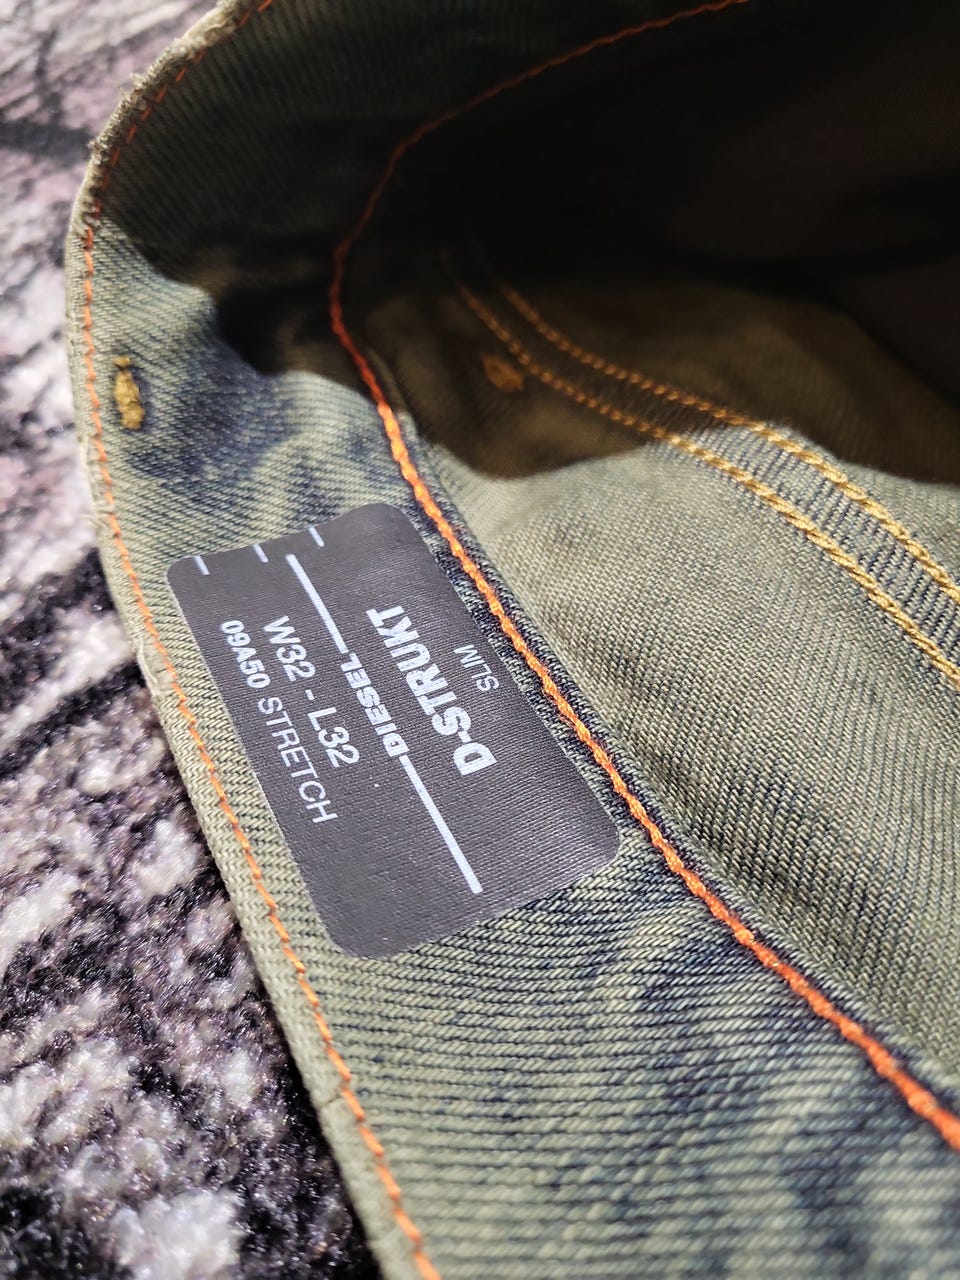 D-STRUKT
SLIM
DIESEL
W32 - L32
09A50 STRETCH